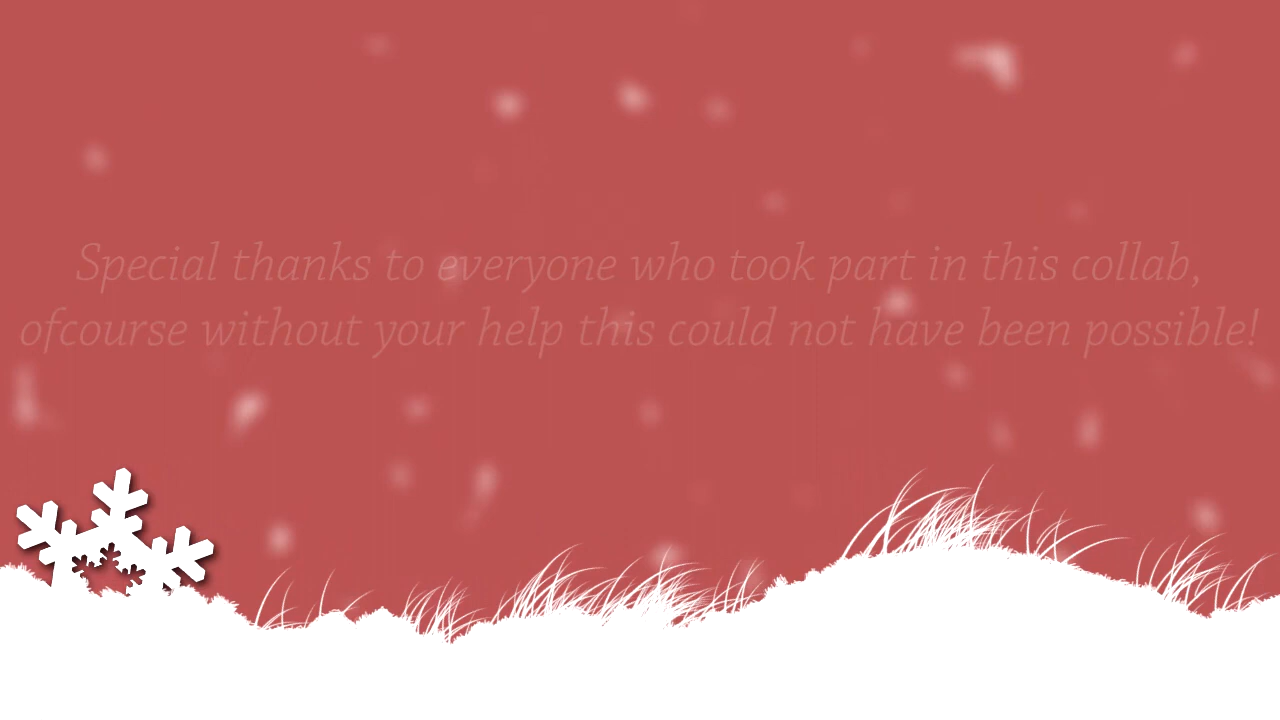 Special thanks to everyone who took part in this collab,
ofcourse without your help this could not have been possible!